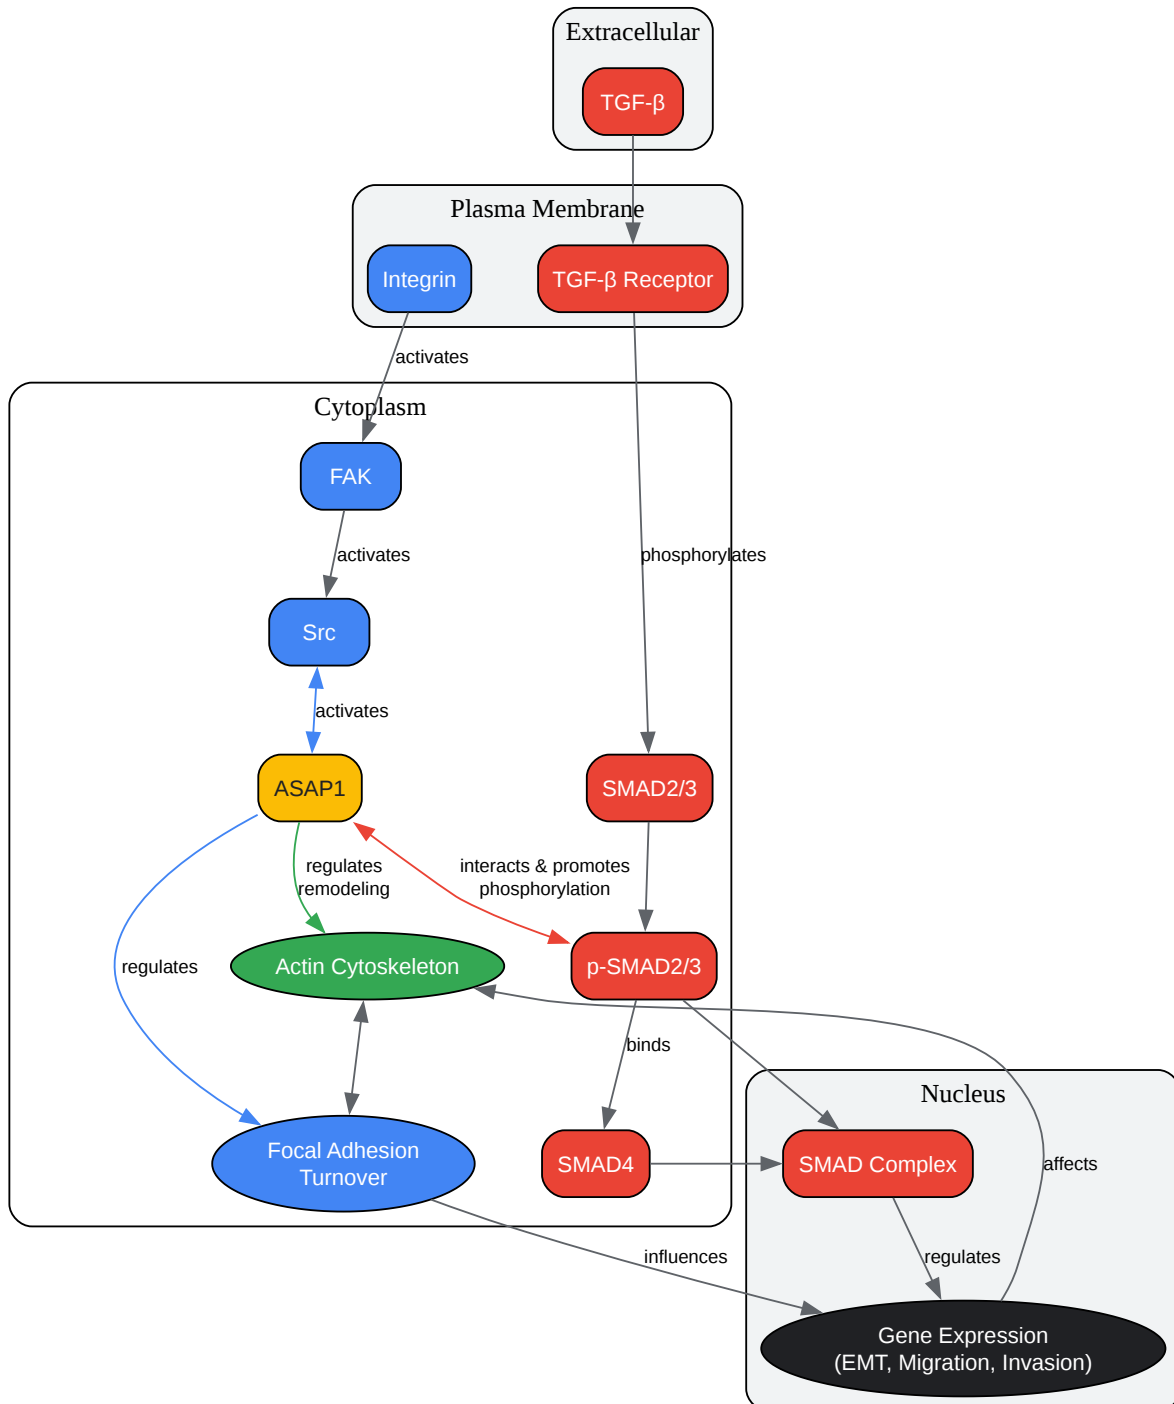 Extracellular
TGF-β
Plasma Membrane
Integrin
TGF-β Receptor
activates
Cytoplasm
FAK
activates
phosphorylates
Src
activates
ASAP1
SMAD2/3
regulates
remodeling
interacts & promotes
phosphorylation
regulates
Actin Cytoskeleton
p-SMAD2/3
binds
Nucleus
Focal Adhesion
Turnover
SMAD4
SMAD Complex
affects
influences
regulates
Gene Expression
(EMT, Migration, Invasion)